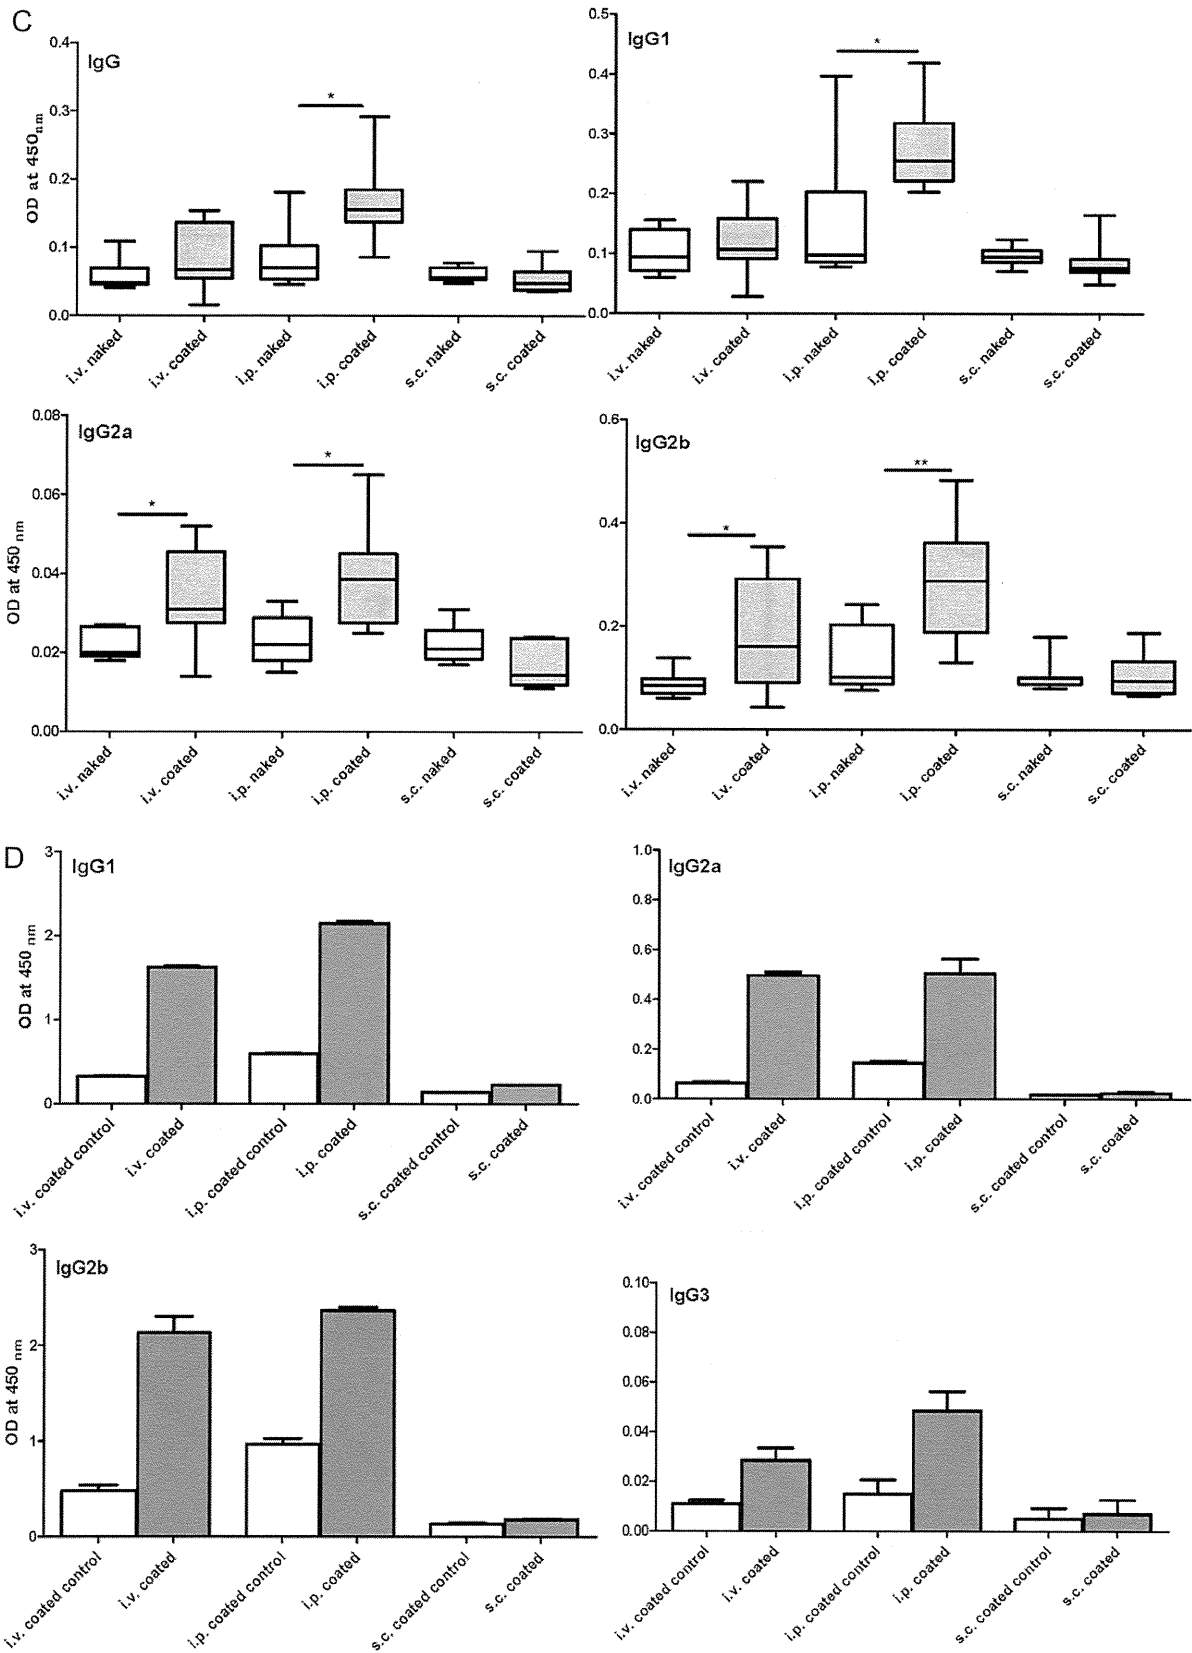 C
IgG
OD at 450nm
0.4
0.3
0.2
0.1
0.0
*
i.v. naked
i.v. coated
i.p. naked
i.p. coated
s.c. naked
s.c. coated
IgG1
0.5
0.4
0.3
0.2
0.1
0.0
*
i.v. naked
i.v. coated
i.p. naked
i.p. coated
s.c. naked
s.c. coated
IgG2a
OD at 450 nm
0.08
0.06
0.04
0.02
0.00
*
*
i.v. naked
i.v. coated
i.p. naked
i.p. coated
s.c. naked
s.c. coated
IgG2b
0.6
0.4
0.2
0.0
*
**
i.v. naked
i.v. coated
i.p. naked
i.p. coated
s.c. naked
s.c. coated
D
IgG1
OD at 450 nm
3
2
1
0
i.v. coated control
i.v. coated
i.p. coated control
i.p. coated
s.c. coated control
s.c. coated
IgG2a
1.0
0.8
0.6
0.4
0.2
0.0
i.v. coated control
i.v. coated
i.p. coated control
i.p. coated
s.c. coated control
s.c. coated
IgG2b
OD at 450 nm
3
2
1
0
i.v. coated control
i.v. coated
i.p. coated control
i.p. coated
s.c. coated control
s.c. coated
IgG3
0.10
0.08
0.06
0.04
0.02
0.00
i.v. coated control
i.v. coated
i.p. coated control
i.p. coated
s.c. coated control
s.c. coated